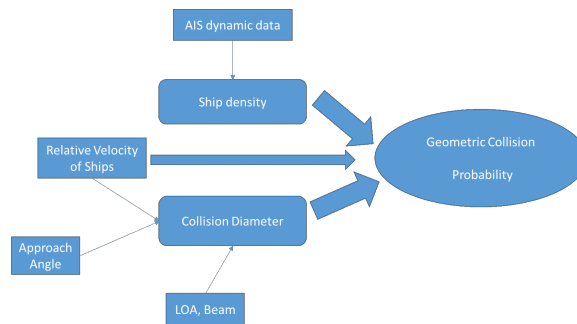 AIS dynamic data
Ship density
Geometric Collision
Probability
Relative Velocity
of Ships
Collision Diameter
Approach
Angle
LOA, Beam